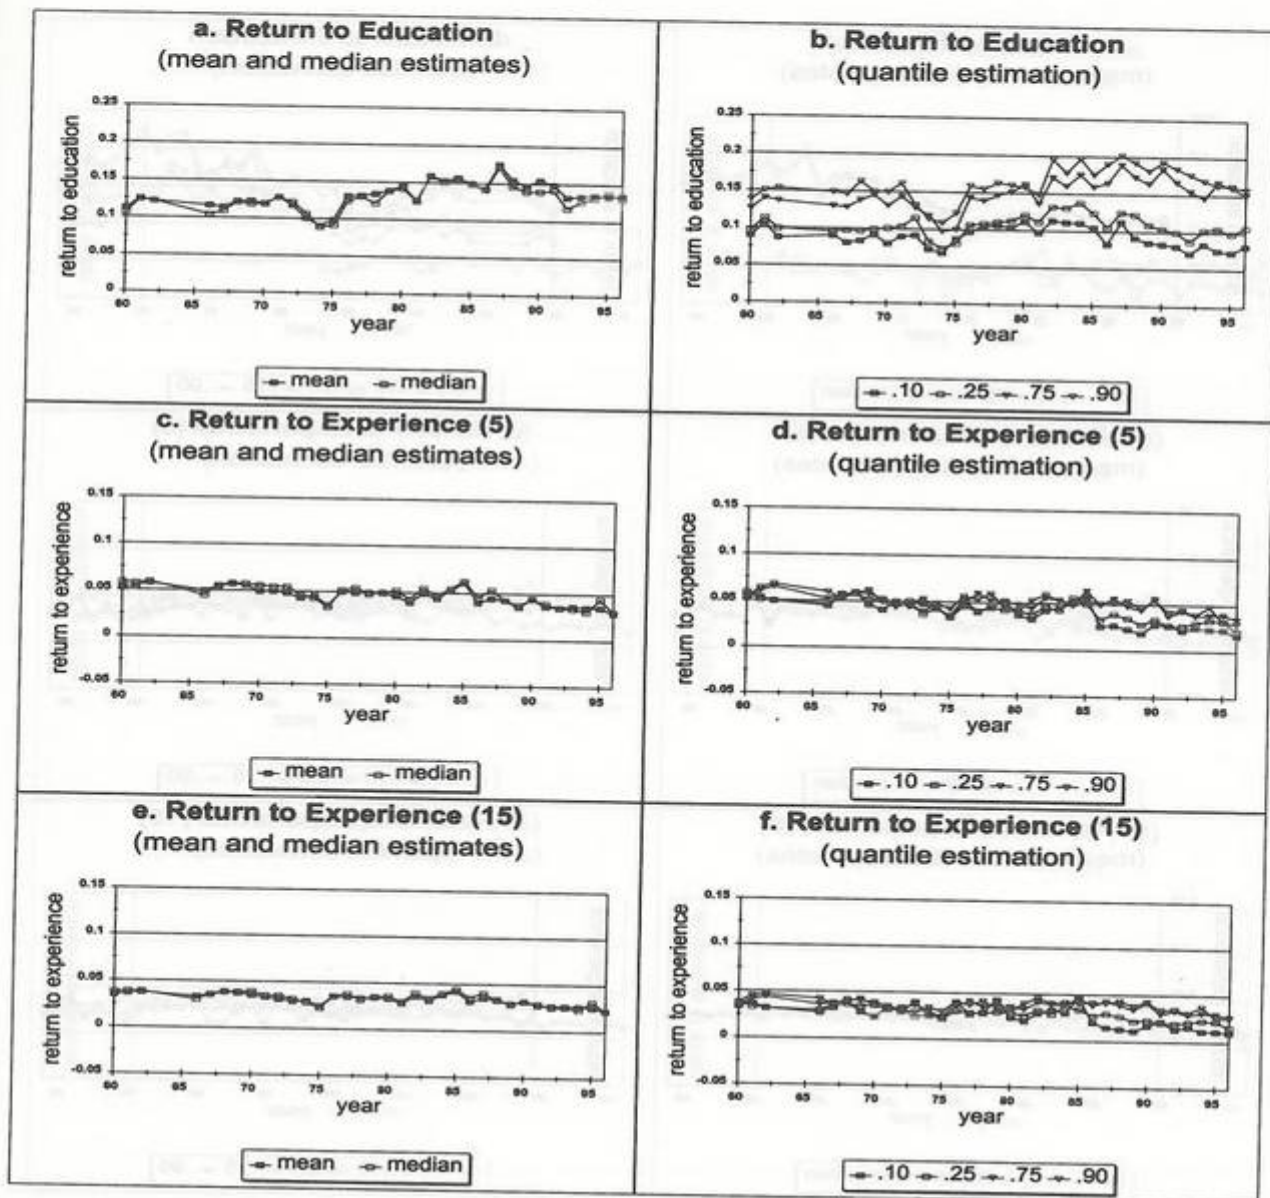 a. Return to Education
(mean and median estimates)
return to education
0.25
0.2
0.15
0.1
0.05
0
60 65 70 75 80 85 90 95
year
mean median
b. Return to Education
(quantile estimation)
return to education
0.25
0.2
0.15
0.1
0.05
0
60 65 70 75 80 85 90 95
year
.10 .25 .75 .90
c. Return to Experience (5)
(mean and median estimates)
return to experience
0.15
0.1
0.05
0
-0.05
60 65 70 75 80 85 90 95
year
mean median
d. Return to Experience (5)
(quantile estimation)
return to experience
0.15
0.1
0.05
0
-0.05
60 65 70 75 80 85 90 95
year
.10 .25 .75 .90
e. Return to Experience (15)
(mean and median estimates)
return to experience
0.15
0.1
0.05
0
-0.05
60 65 70 75 80 85 90 95
year
mean median
f. Return to Experience (15)
(quantile estimation)
return to experience
0.15
0.1
0.05
0
-0.05
60 65 70 75 80 85 90 95
year
.10 .25 .75 .90